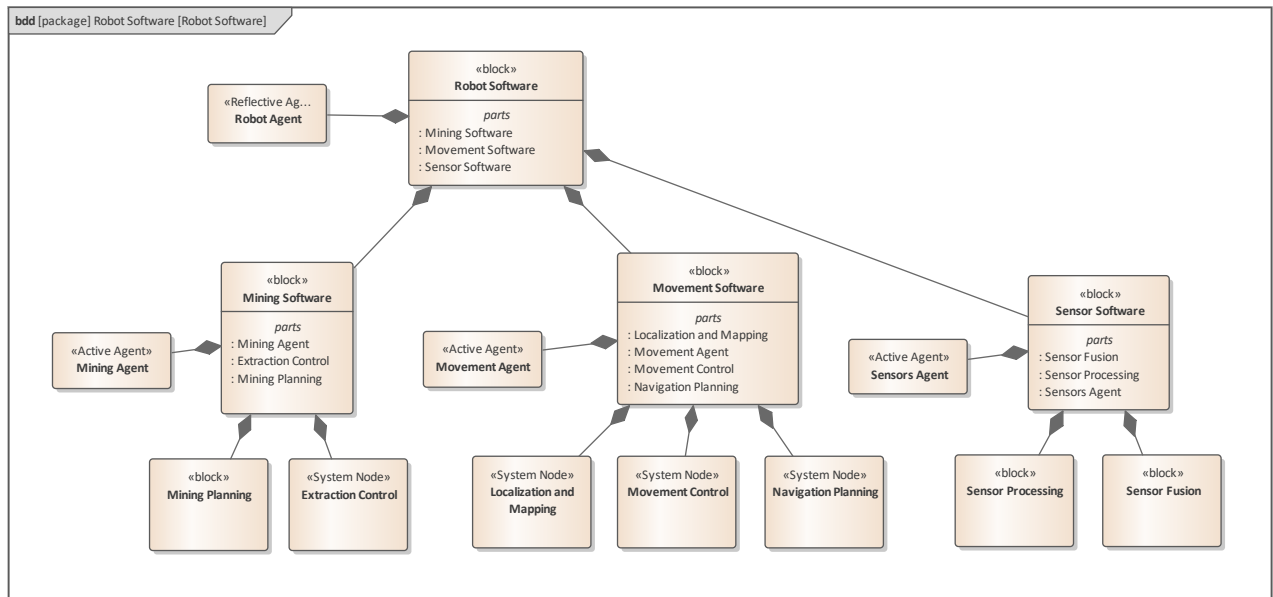 bdd [package] Robot Software [Robot Software]
«block»
Robot Software
parts
: Mining Software
: Movement Software
: Sensor Software
«Reflective Ag...
Robot Agent
«block»
Mining Software
parts
: Mining Agent
: Extraction Control
: Mining Planning
«block»
Movement Software
parts
: Localization and Mapping
: Movement Agent
: Movement Control
: Navigation Planning
«block»
Sensor Software
parts
: Sensor Fusion
: Sensor Processing
: Sensors Agent
«Active Agent»
Mining Agent
«Active Agent»
Movement Agent
«Active Agent»
Sensors Agent
«block»
Mining Planning
«System Node»
Extraction Control
«System Node»
Localization and
Mapping
«System Node»
Movement Control
«System Node»
Navigation Planning
«block»
Sensor Processing
«block»
Sensor Fusion